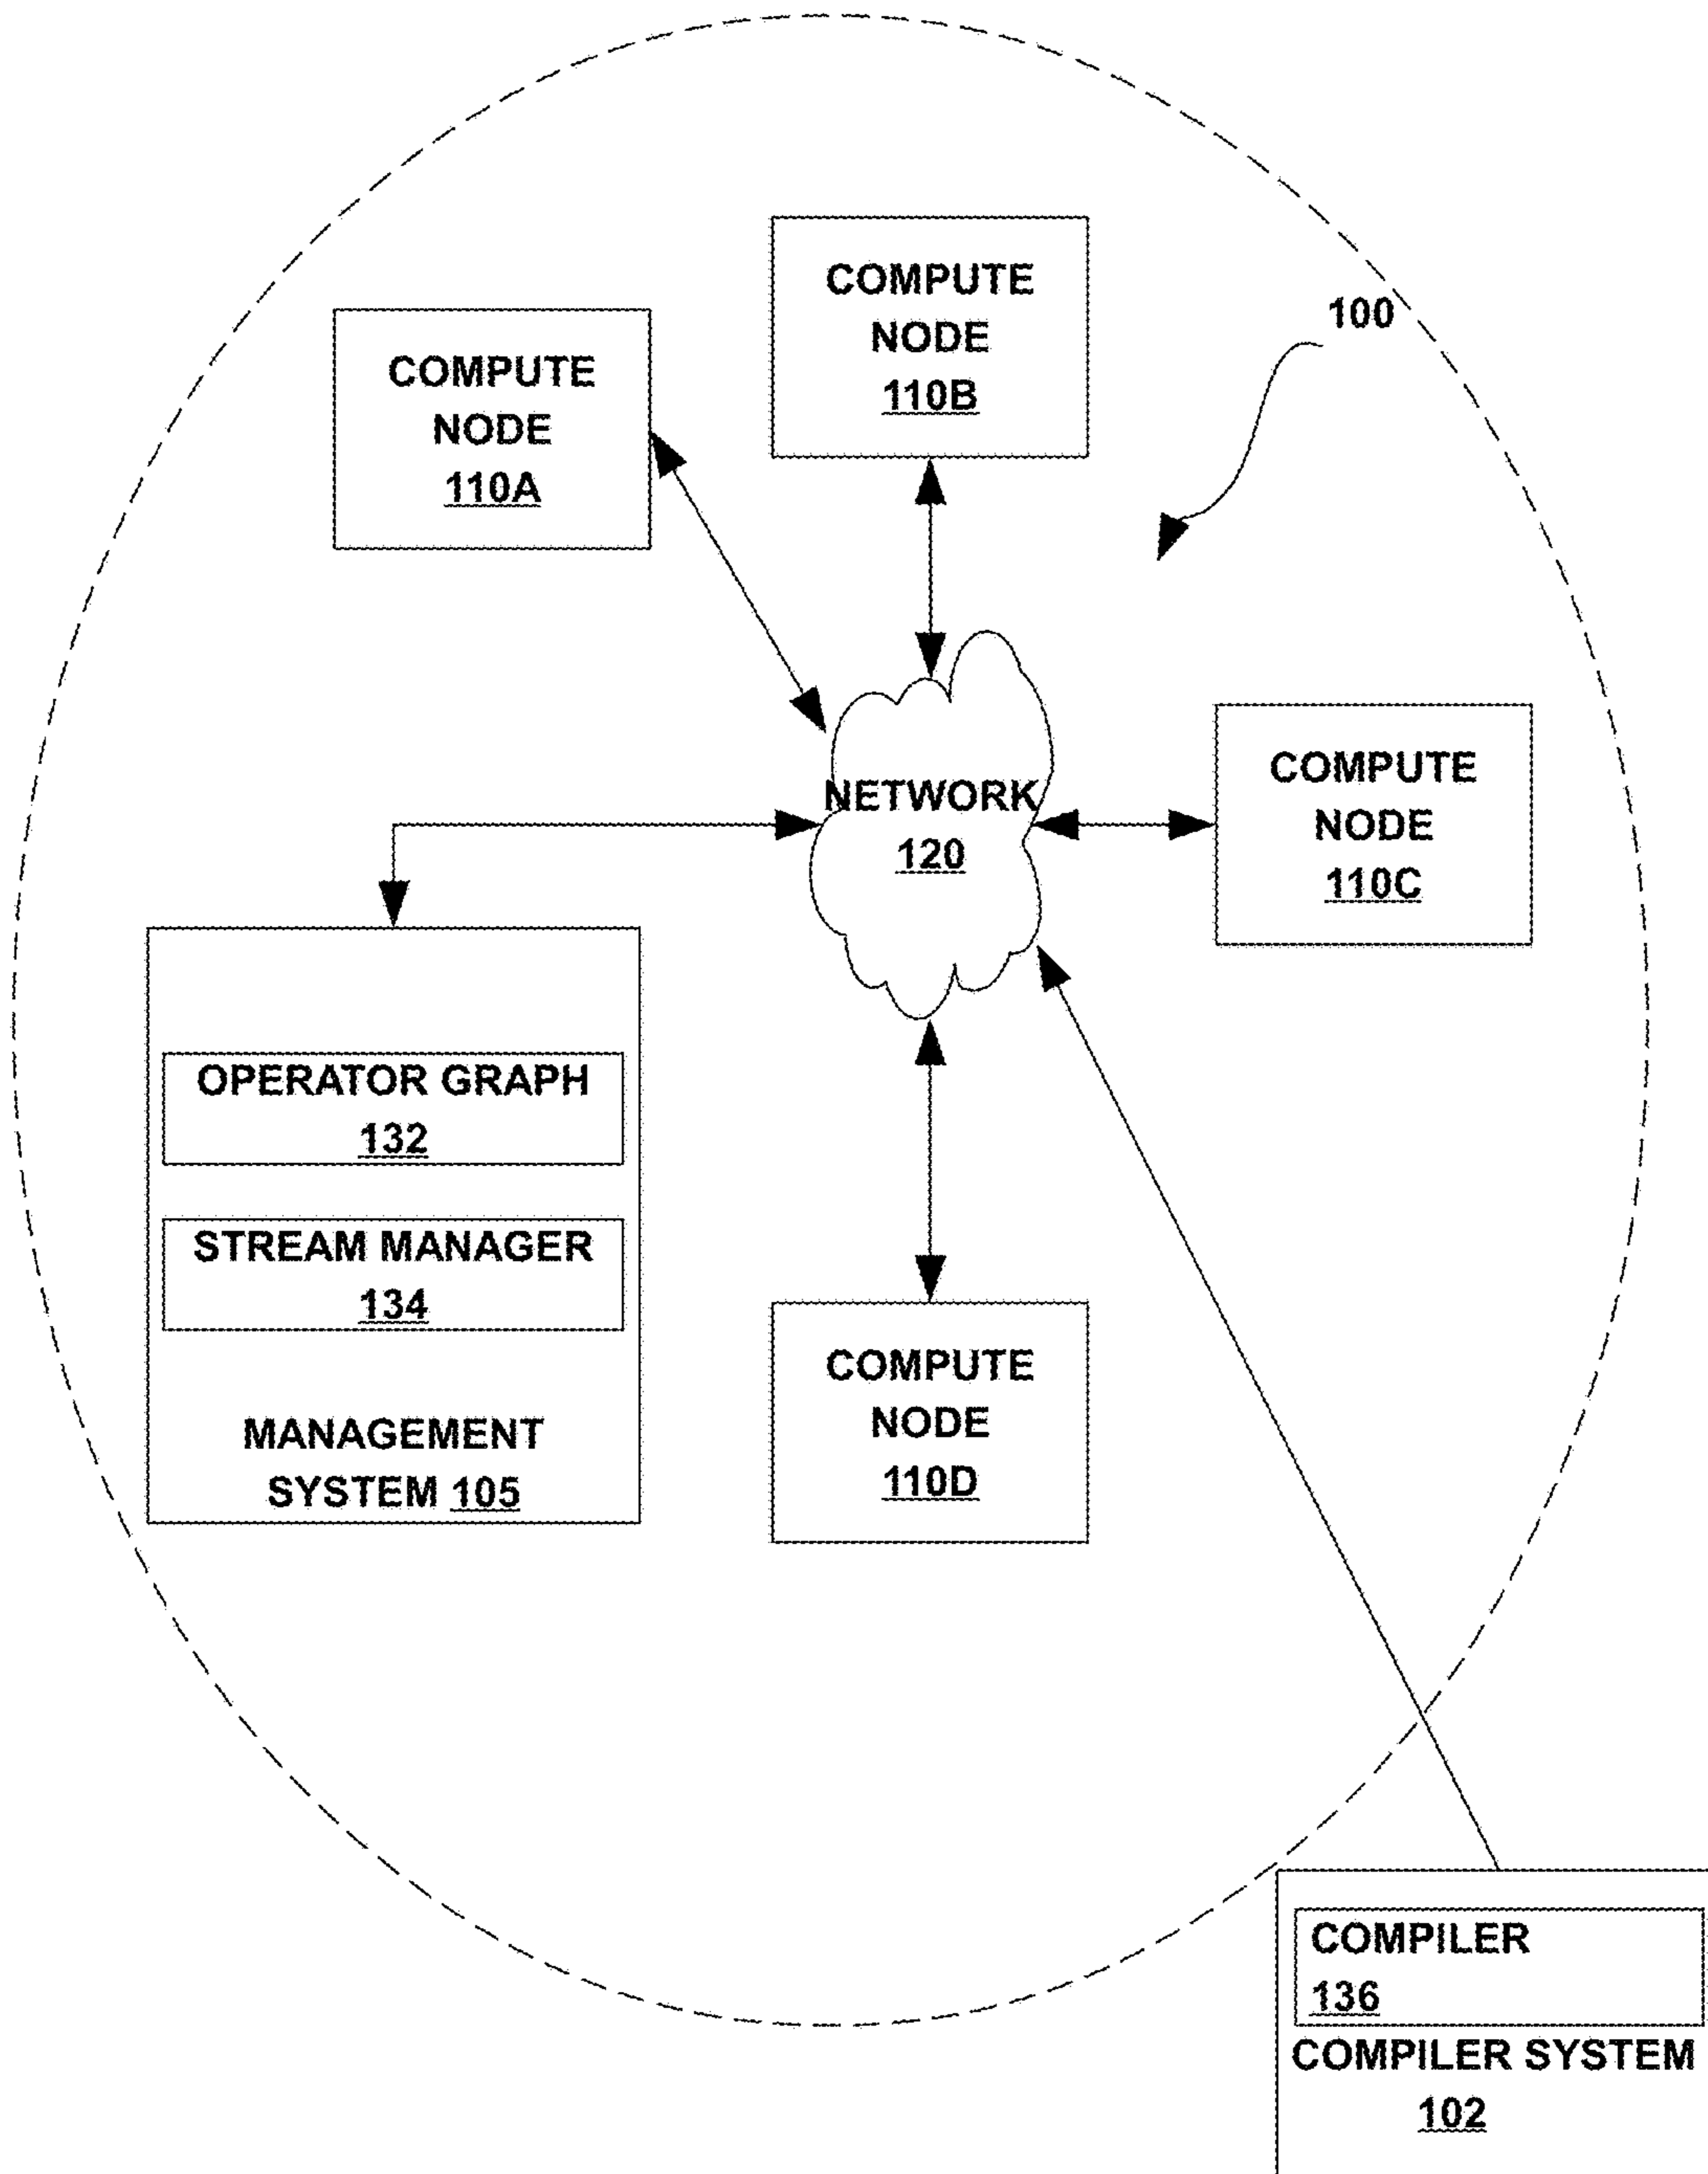 COMPUTE
NODE
110B
100
COMPUTE
NODE
110A
COMPUTE
NODE
110C
NETWORK
120
OPERATOR GRAPH
132
STREAM MANAGER
134
MANAGEMENT
SYSTEM 105
COMPUTE
NODE
110D
COMPILER
136
COMPILER SYSTEM
102